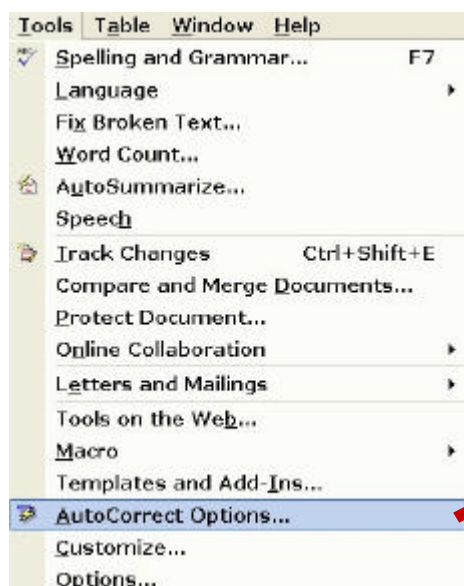 Tools Table Window Help
Spelling and Grammar... F7
Language
Fix Broken Text...
Word Count...
AutoSummarize...
Speech
Track Changes Ctrl+Shift+E
Compare and Merge Documents...
Protect Document...
Online Collaboration
Letters and Mailings
Tools on the Web...
Macro
Templates and Add-Ins...
AutoCorrect Options...
Customize...
Options...